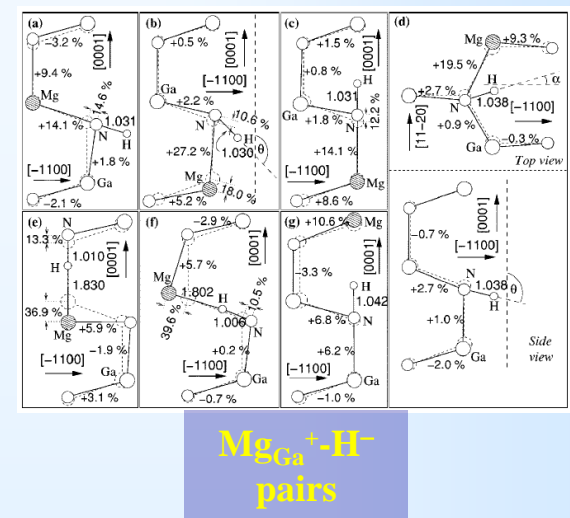 (a)
-3.2 %
[0001]
+9.4 %
Mg
14.6 %
1.031
+14.1 %
N
H
+1.8 %
[-1100]
Ga
-2.1 %
(b)
+0.5 %
[0001]
[-1100]
Ga
+2.2 %
10.6 %
N
H
1.030
θ
+27.2 %
Mg
18.0 %
+5.2 %
(c)
+1.5 %
[0001]
+0.8 %
H
1.031
12.2 %
Ga
+1.8 %
N
+14.1 %
[-1100]
Mg
+8.6 %
(d)
Mg
+9.3 %
+19.5 %
H
α
+2.7 %
N
1.038
[-1100]
[11-20]
+0.9 %
Ga
-0.3 %
Top view
-0.7 %
[0001]
[-1100]
N
+2.7 %
1.038
θ
H
+1.0 %
Ga
-2.0 %
Side
view
(e)
N
13.3 %
1.010
[0001]
H
1.830
36.9 %
Mg
+5.9 %
-1.9 %
[-1100]
Ga
+3.1 %
(f)
-2.9 %
[0001]
+5.7 %
Mg
1.802
H
10.5 %
39.6 %
1.006
N
+0.2 %
[-1100]
Ga
-0.7 %
(g)
+10.6 %
Mg
[0001]
-3.3 %
H
1.042
+6.8 %
N
+6.2 %
[-1100]
Ga
-1.0 %
MgGa+-H−
pairs